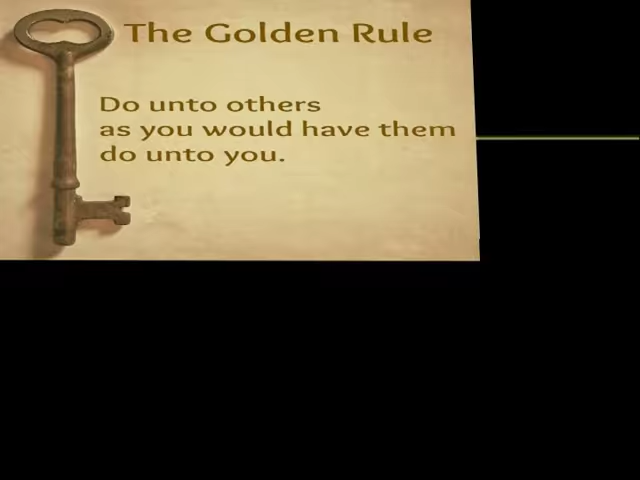 The Golden Rule
Do unto others
as you would have them
do unto you.